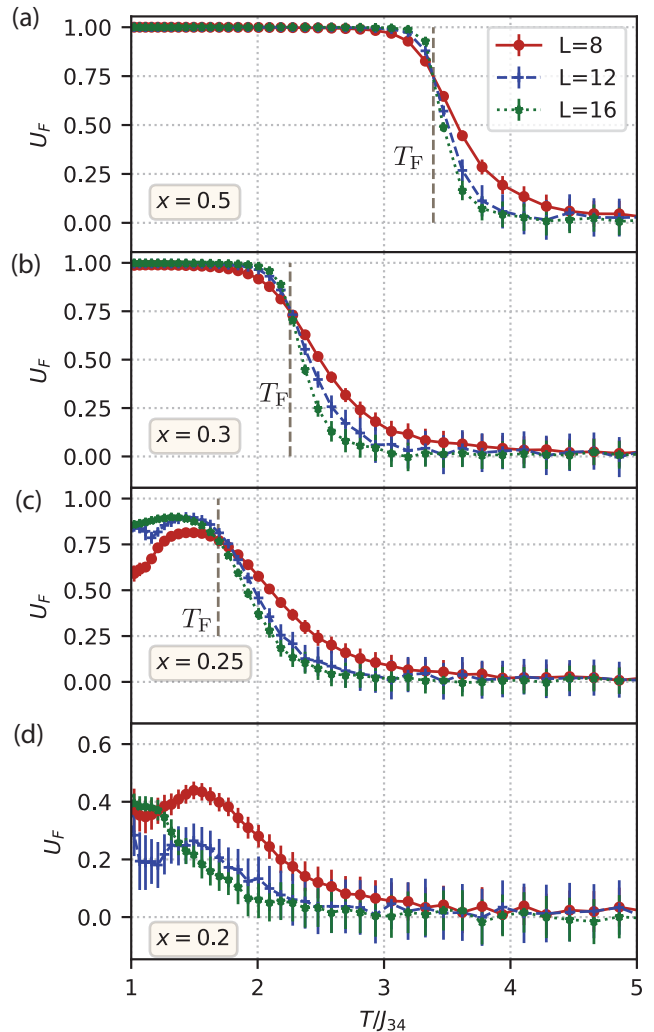 (a)
1.00
0.75
0.50
0.25
0.00
U_F
T_F
x = 0.5
L=8
L=12
L=16
(b)
1.00
0.75
0.50
0.25
0.00
U_F
T_F
x = 0.3
(c)
1.00
0.75
0.50
0.25
0.00
U_F
T_F
x = 0.25
(d)
0.6
0.4
0.2
0.0
U_F
x = 0.2
1 2 3 4 5
T/J_34